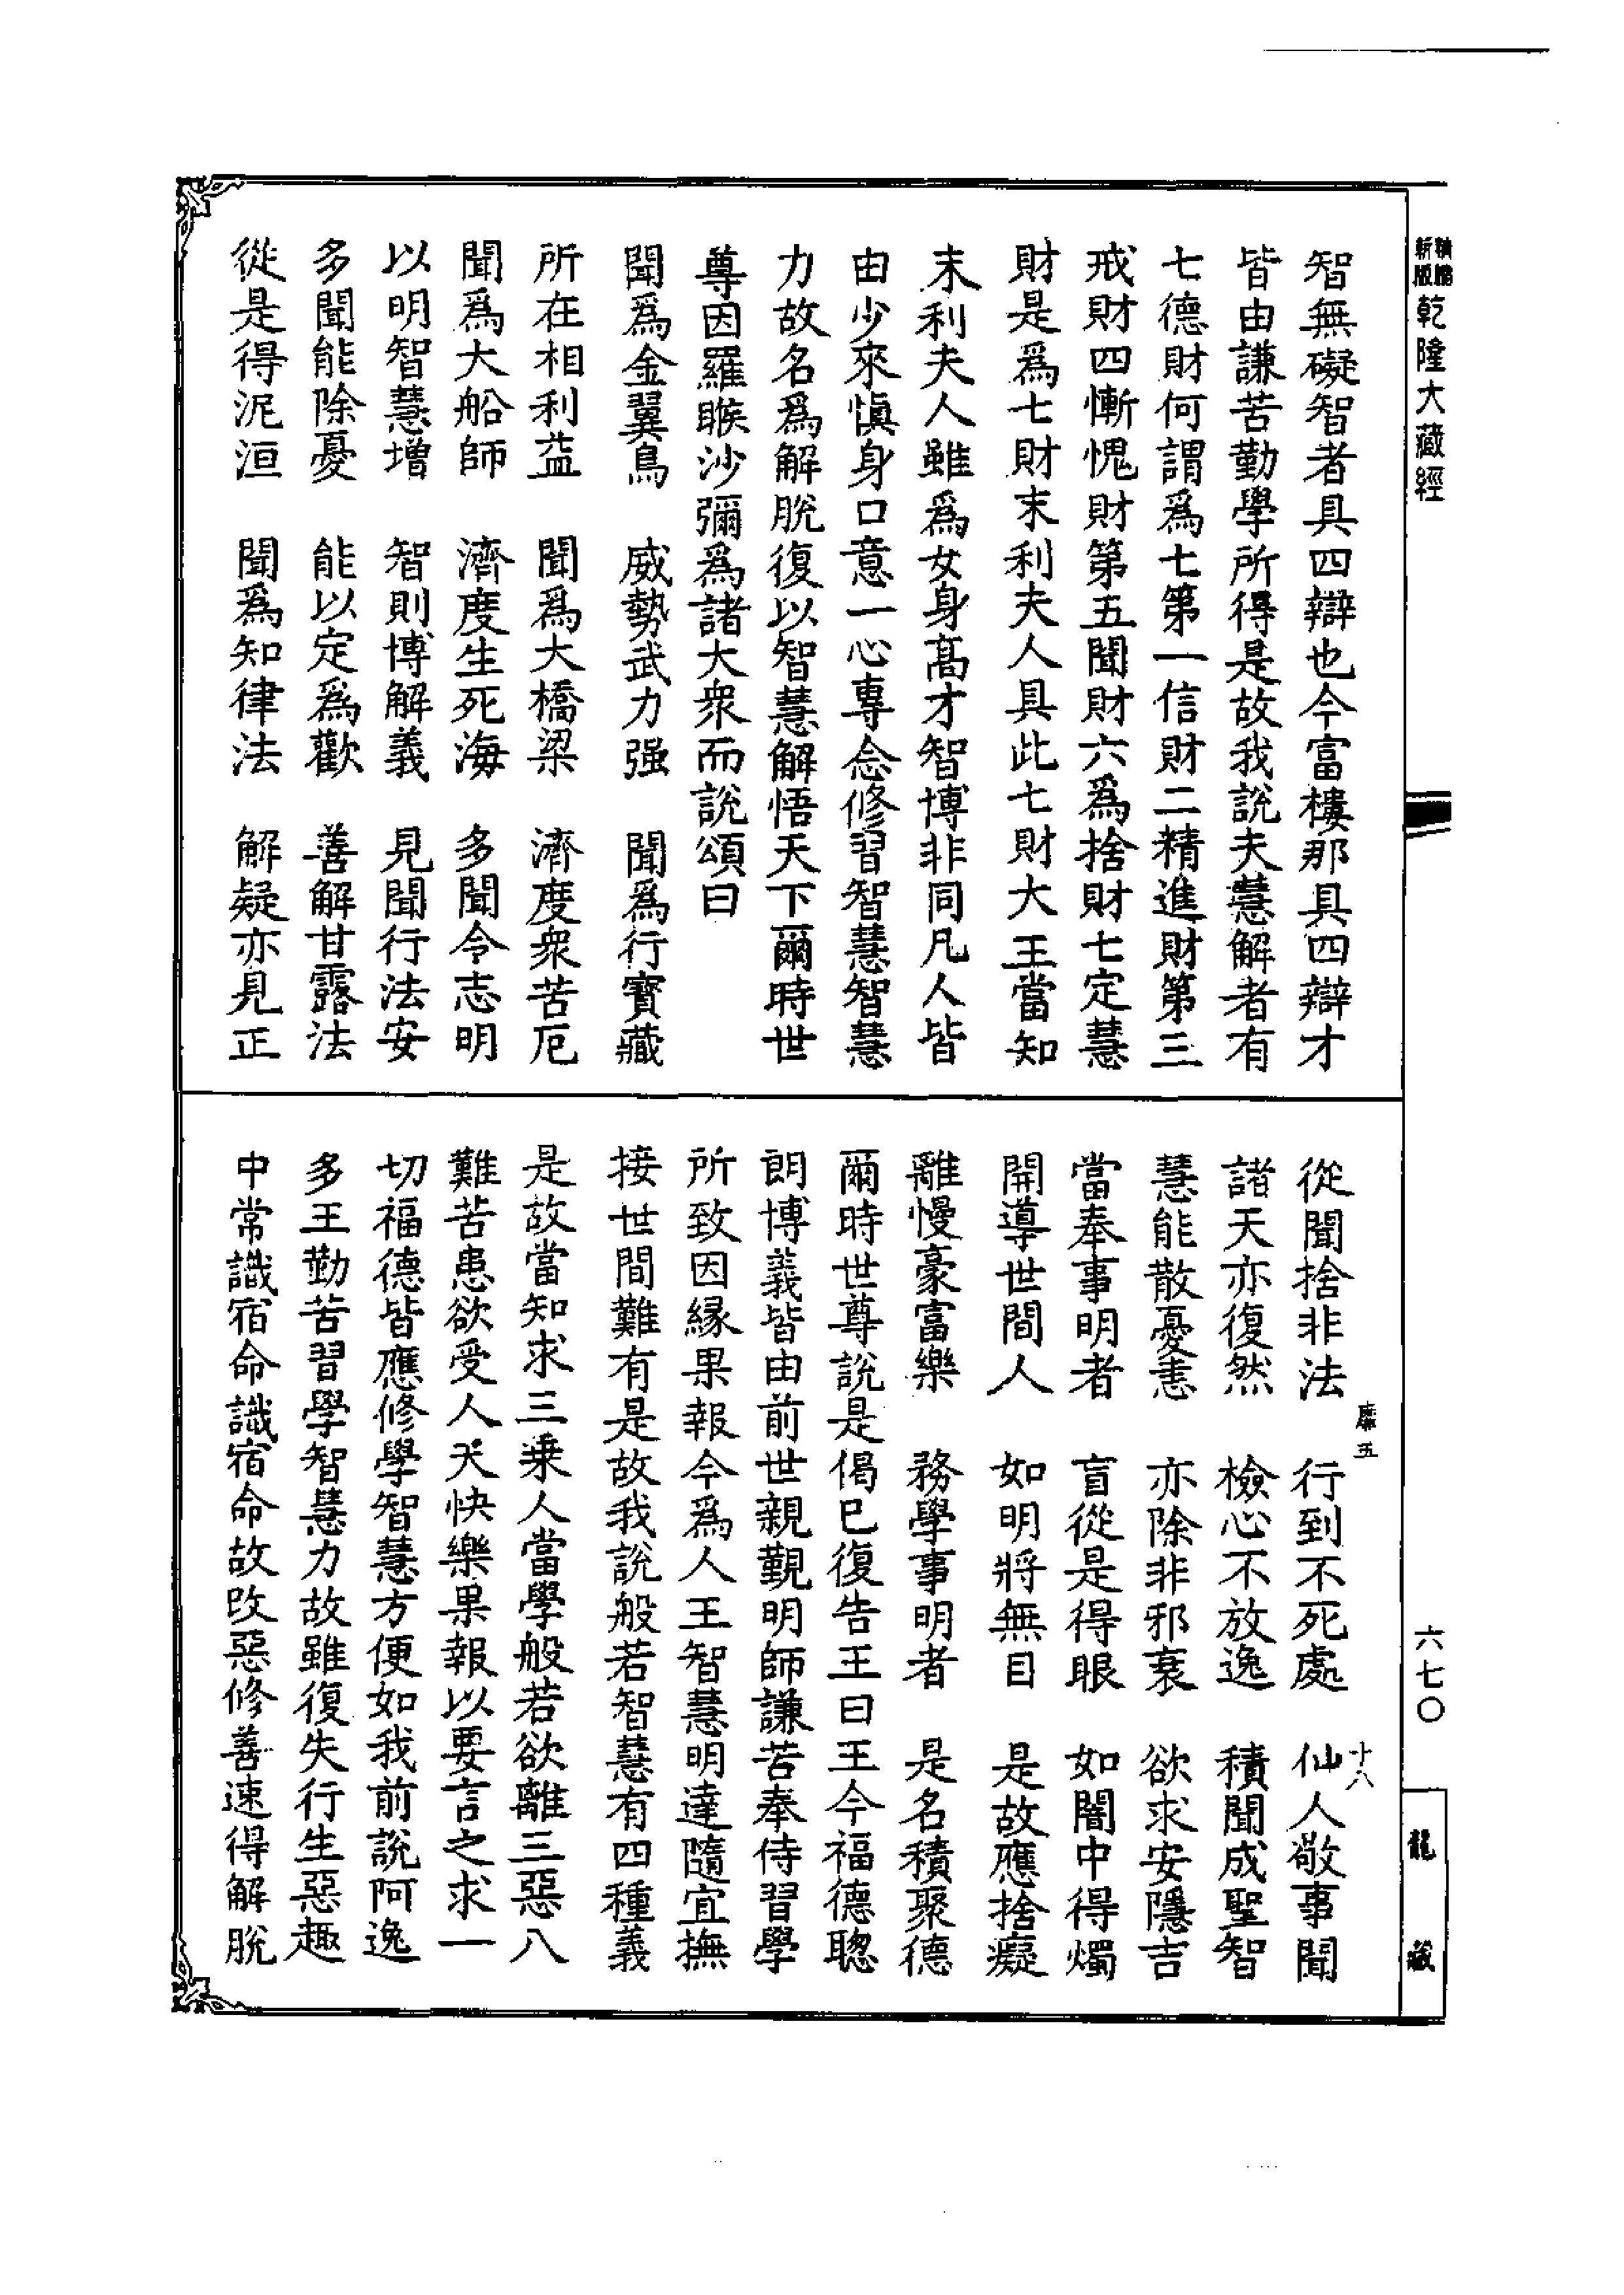 新版
精縮
乾隆大藏經
智無礙智者具四辯也今富樓那具四辯才
皆由謙苦勤學所得是故我說夫慧解者有
七德財何謂爲七第一信財二精進財第三
戒財四慚愧財第五聞財六爲捨財七定慧
財是爲七財末利夫人具此七財大王當知
末利夫人雖爲女身髙才智博非同凡人皆
由少來愼身口意一心專念修習智慧智慧
力故名爲解脫復以智慧解悟天下爾時世
尊因羅睺沙彌爲諸大衆而說頌曰
聞爲金翼鳥　威勢武力强　聞爲行寶藏
所在相利益　聞爲大橋梁　濟度衆苦厄
聞爲大船師　濟度生死海　多聞令志明
以明智慧增　智則博解義　見聞行法安
多聞能除憂　能以定爲歡　善解甘露法
從是得泥洹　聞爲知律法　解疑亦見正
從聞捨非法　行到不死處　仙人敬事聞
諸天亦復然　檢心不放逸　積聞成聖智
慧能散憂恚　亦除非邪衰　欲求安隱吉
當奉事明者　盲從是得眼　如闇中得燭
開導世間人　如明將無目　是故應捨癡
離慢豪富樂　務學事明者　是名積聚德
爾時世尊說是偈已復告王曰王今福德聰
朗博義皆由前世親覲明師謙苦奉侍習學
所致因緣果報今爲人王智慧明達隨宜撫
接世間難有是故我說般若智慧有四種義
是故當知求三乘人當學般若欲離三惡八
難苦患欲受人天快樂果報以要言之求一
切福德皆應修學智慧方便如我前說阿逸
多王勤苦習學智慧力故雖復失行生惡趣
中常識宿命識宿命故改惡修善速得解脫
五
十八
六七〇
龍藏